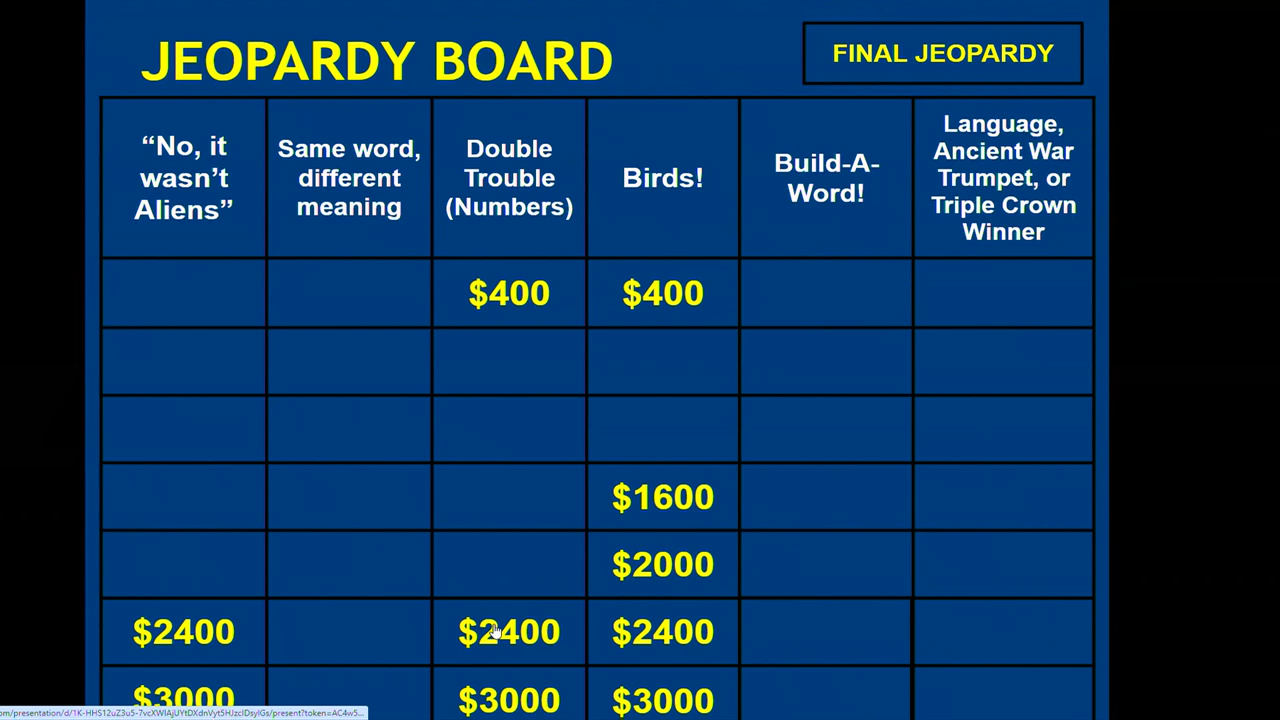 JEOPARDY BOARD
FINAL JEOPARDY
“No, it
wasn’t
Aliens”
Same word,
different
meaning
Double
Trouble
(Numbers)
Birds!
Build-A-
Word!
Language,
Ancient War
Trumpet, or
Triple Crown
Winner
$400
$400
$1600
$2000
$2400
$2400
$2400
$3000
$3000
$3000